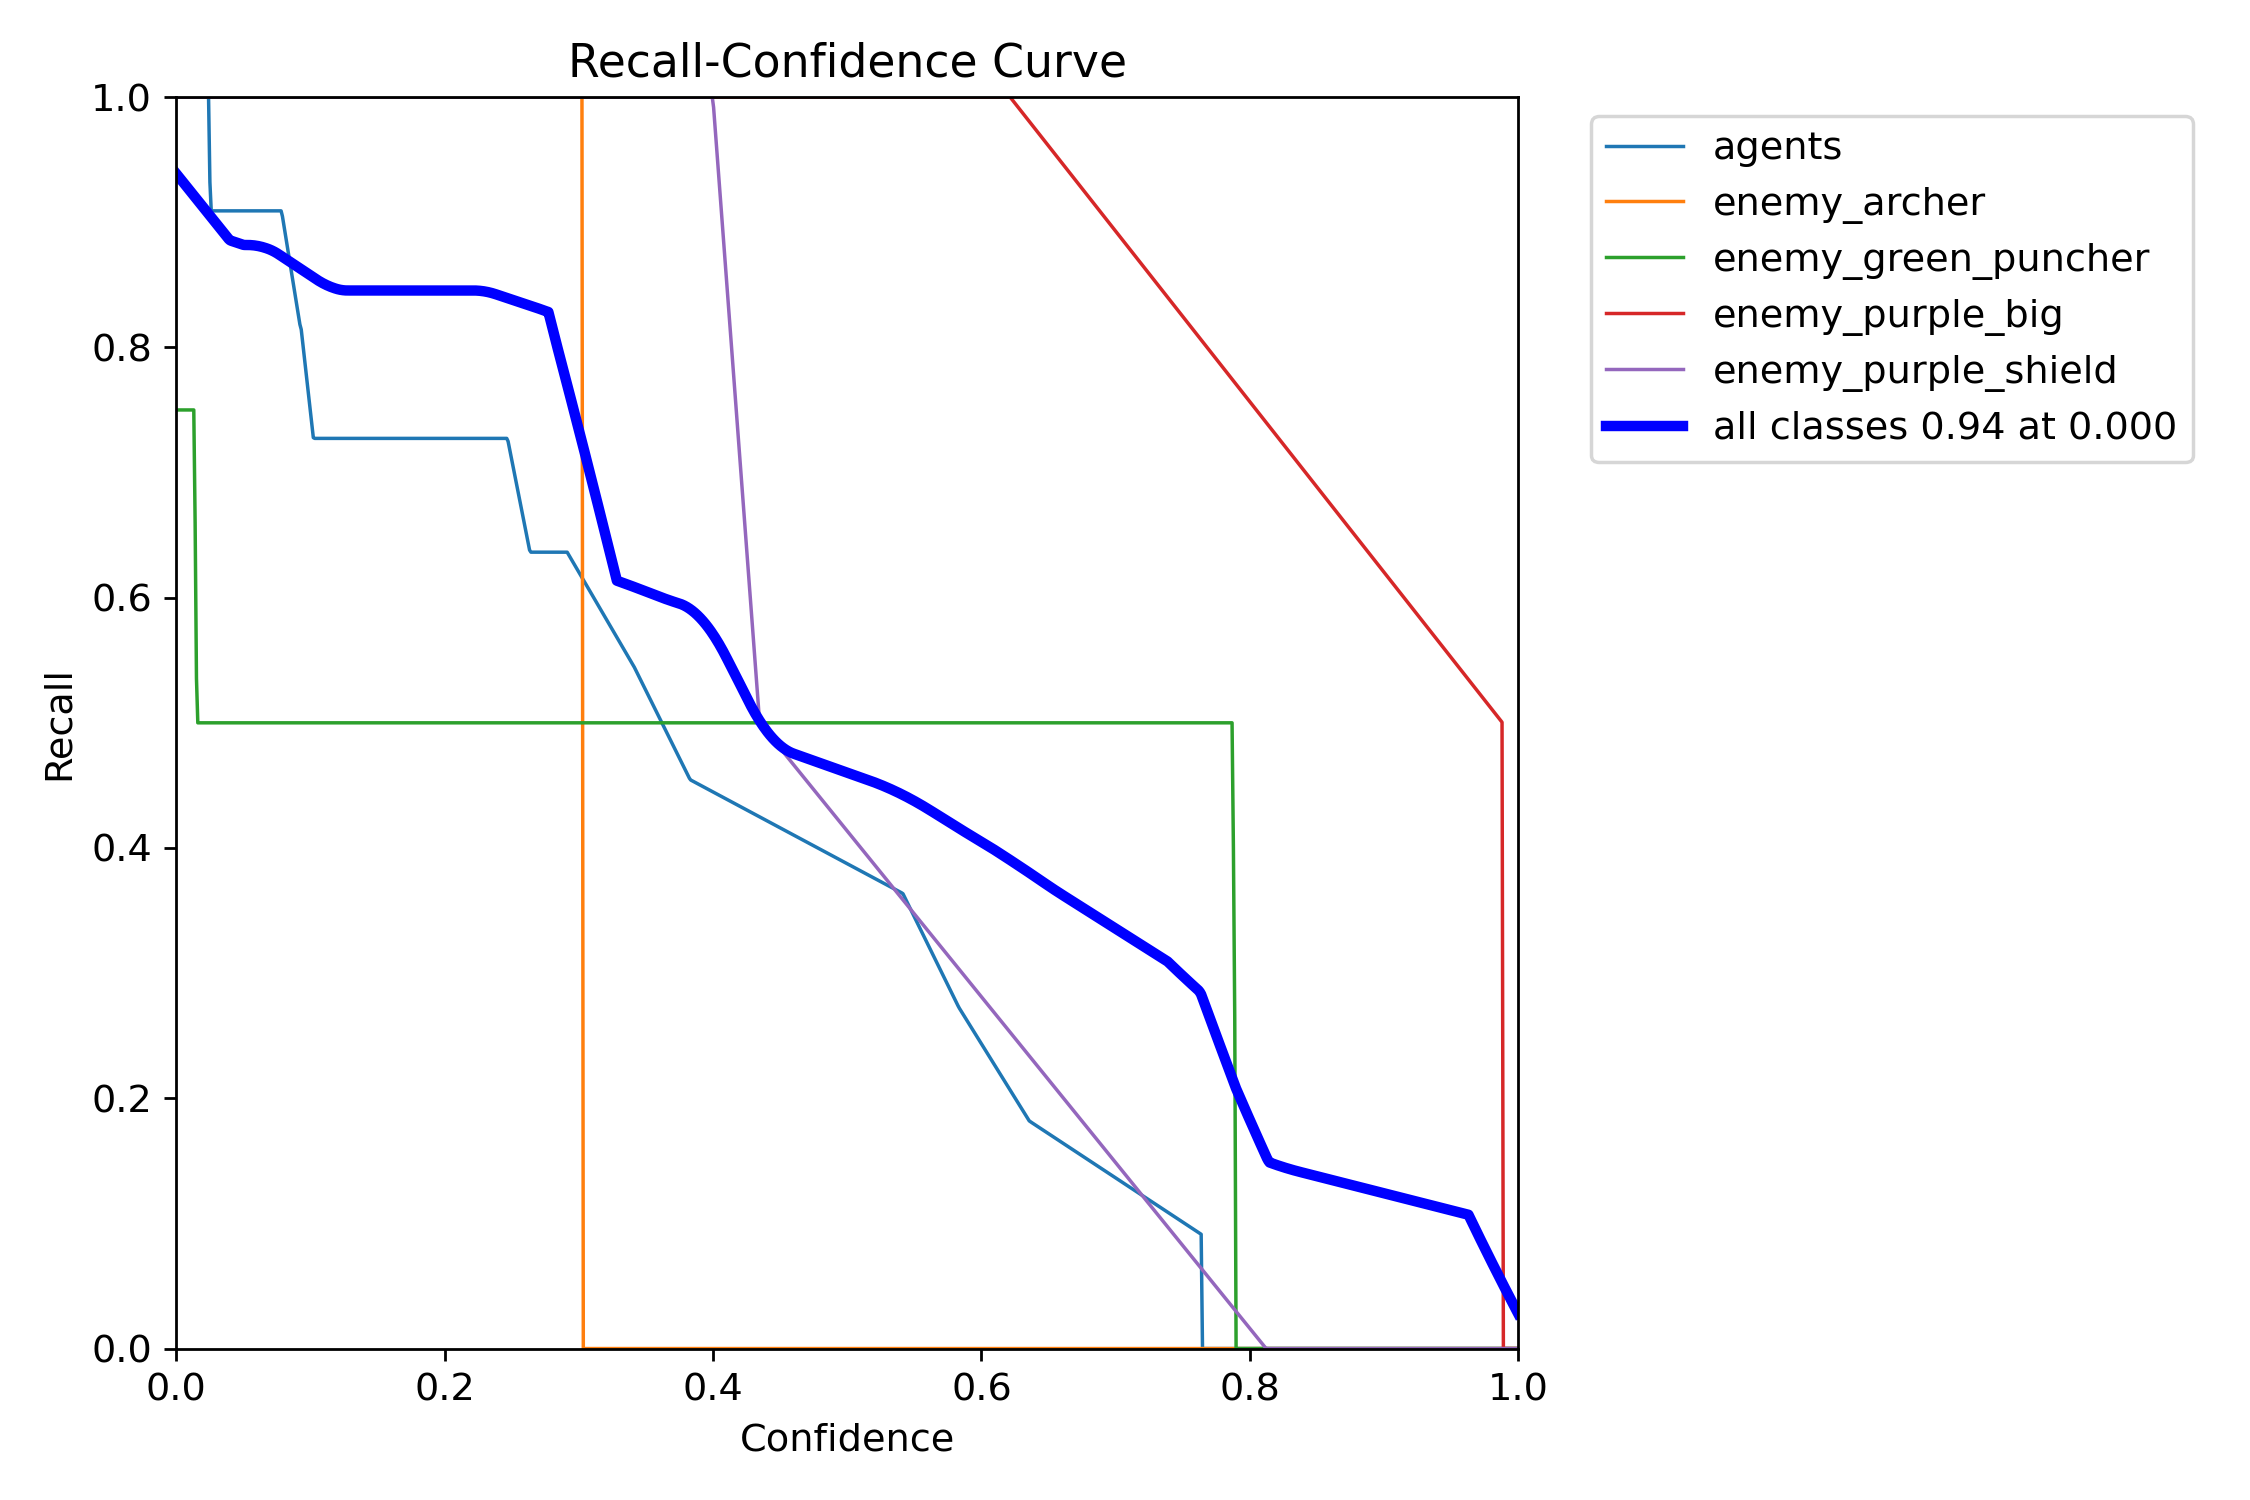 Recall-Confidence Curve
1.0
0.8
0.6
0.4
0.2
0.0
Recall
0.0 0.2 0.4 0.6 0.8 1.0
Confidence
agents
enemy_archer
enemy_green_puncher
enemy_purple_big
enemy_purple_shield
all classes 0.94 at 0.000